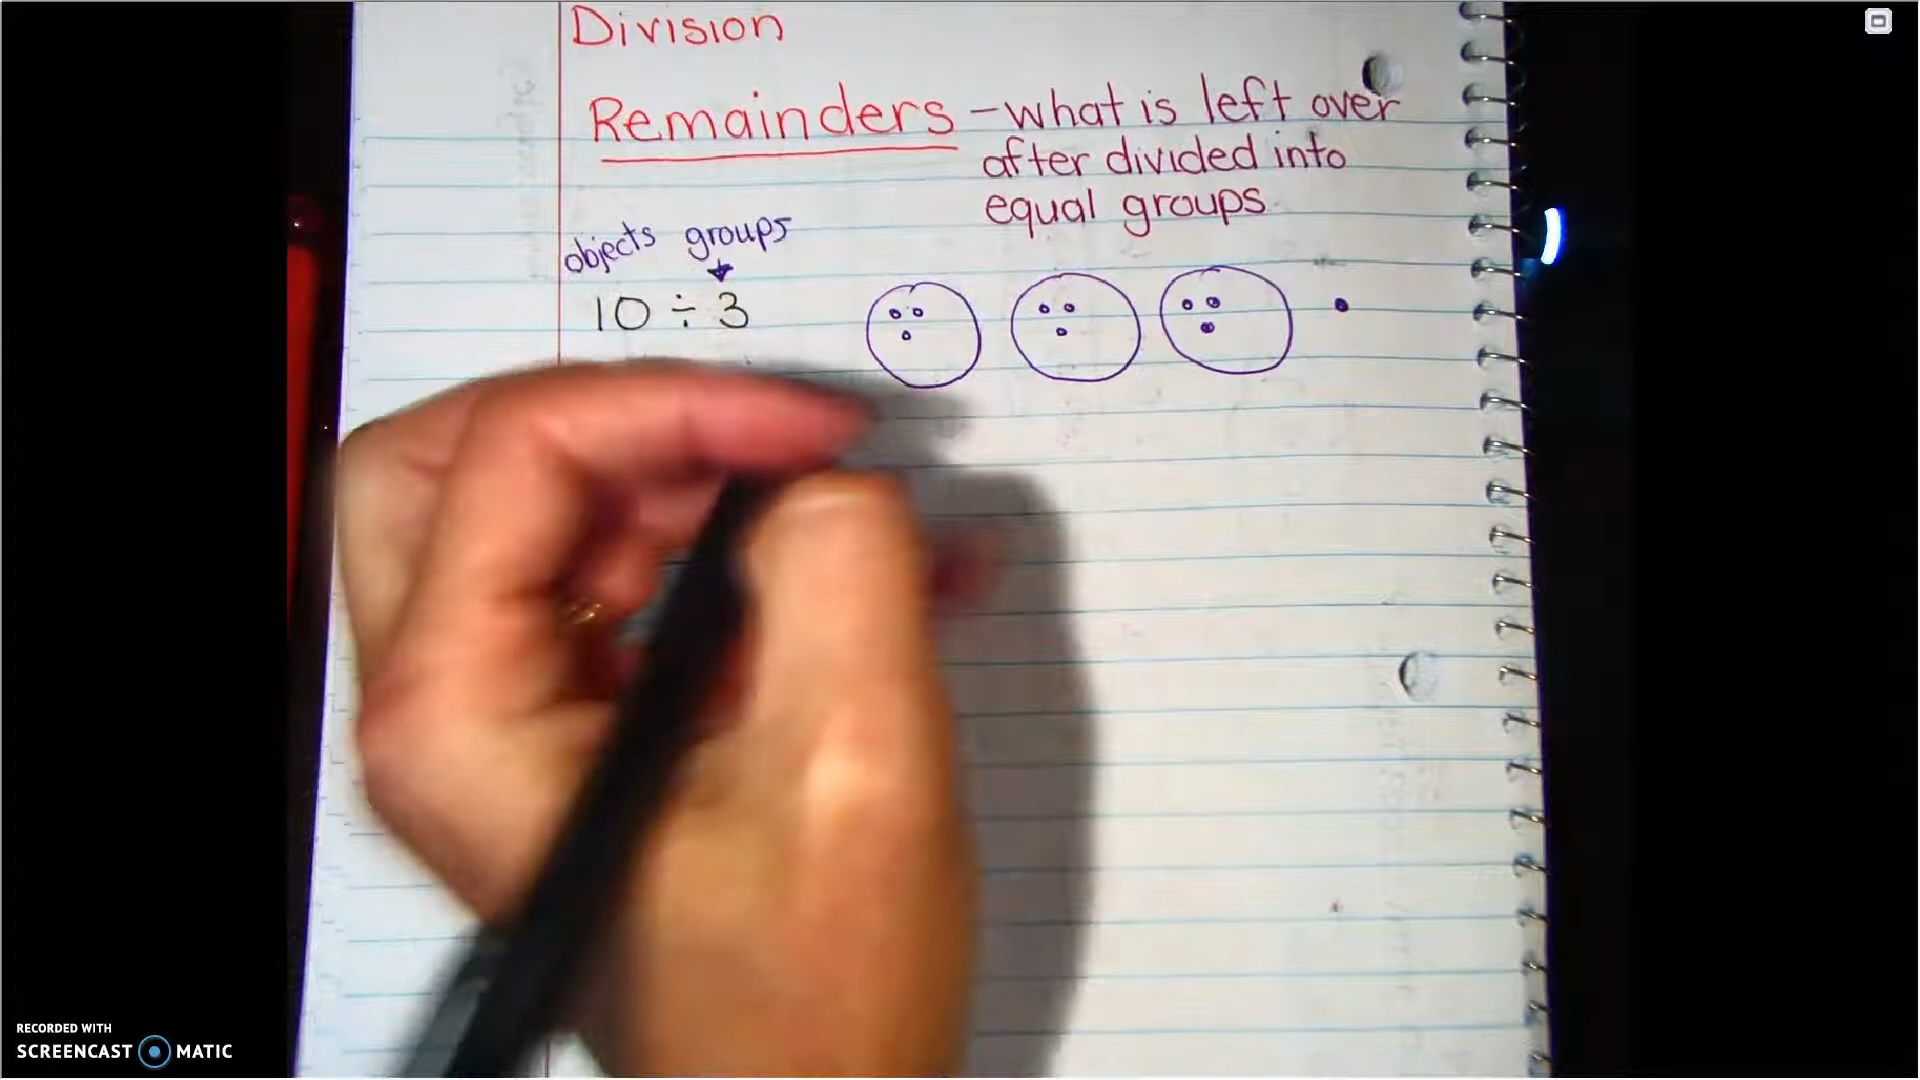 Division
Remainders - what is left over
after divided into
equal groups.
objects groups
10 ÷ 3
RECORDED WITH
SCREENCAST MATIC